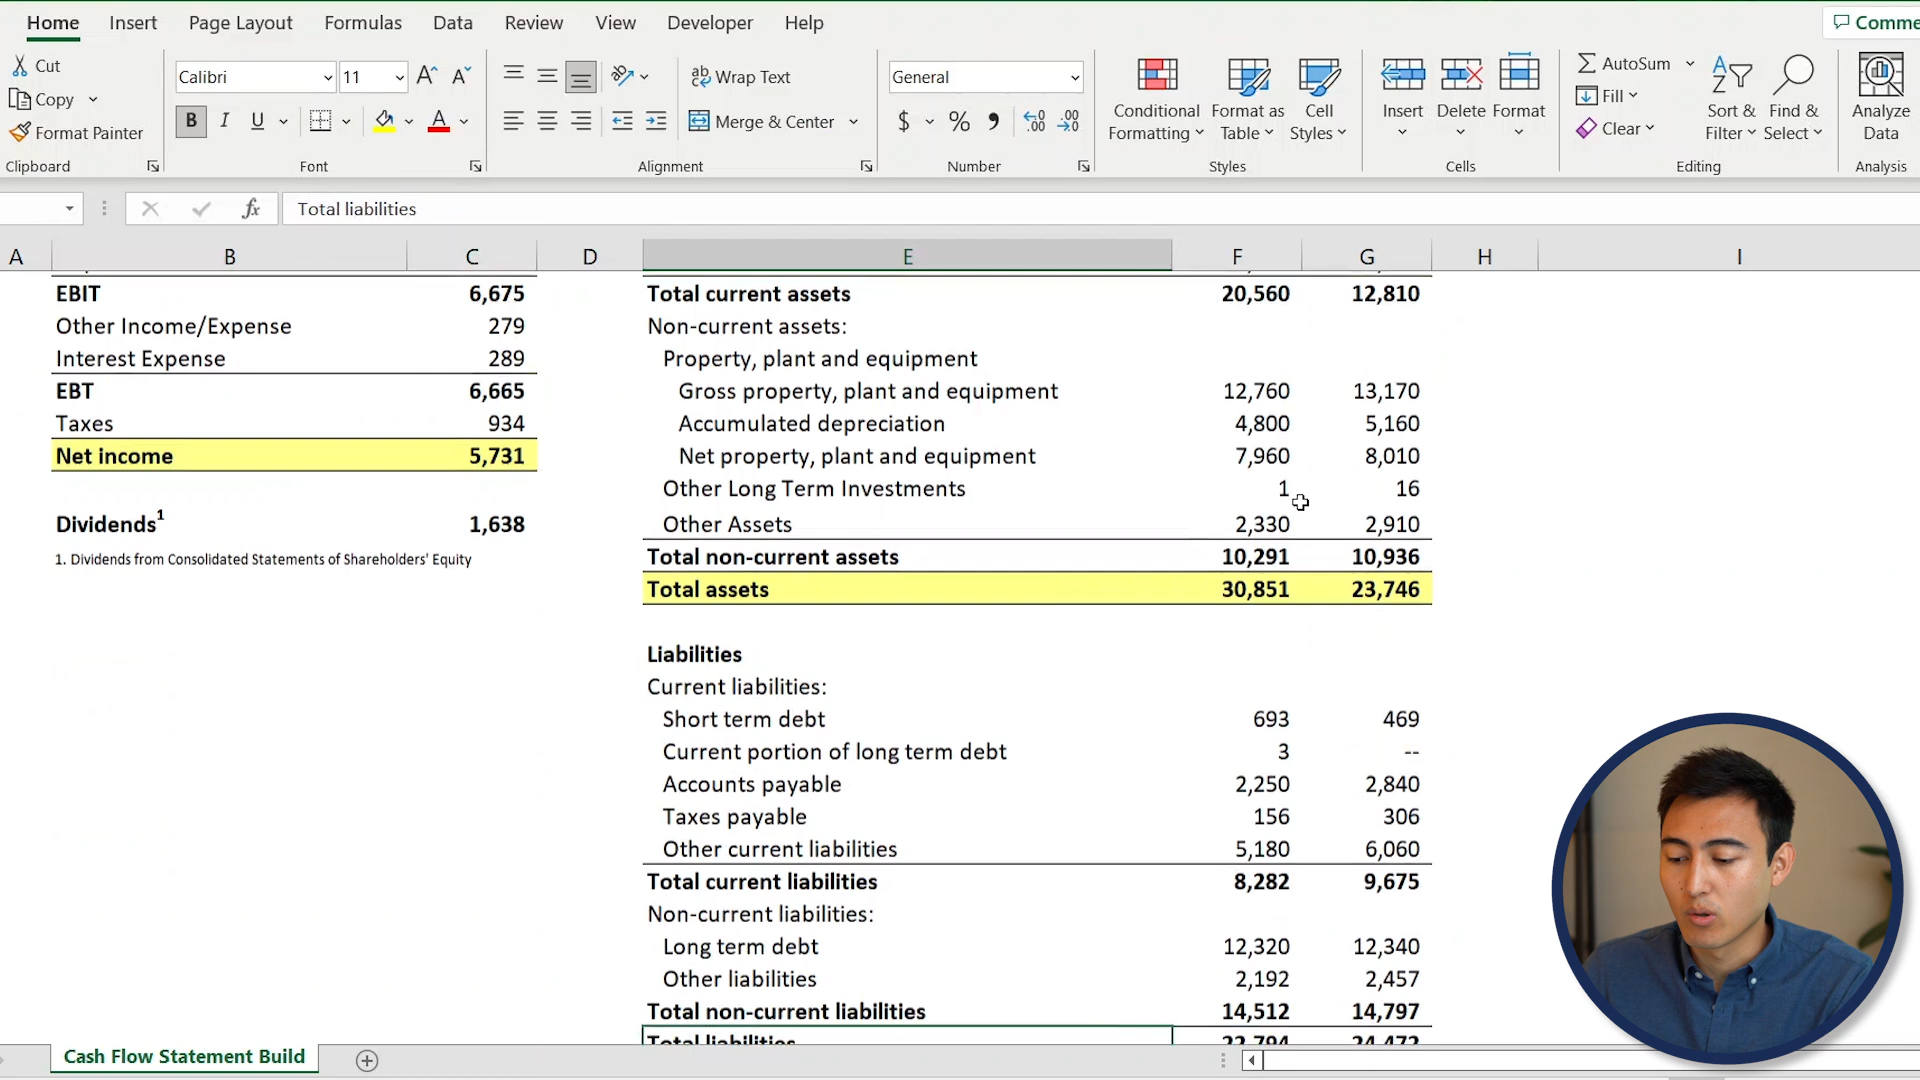 Home Insert Page Layout Formulas Data Review View Developer Help
Cut
Copy
Format Painter
Clipboard
Calibri 11
B I U
Font
Wrap Text
Merge & Center
Alignment
General
$ %
Number
Conditional Formatting
Format as Table
Cell Styles
Styles
Insert Delete Format
Cells
AutoSum
Fill
Clear
Sort & Filter
Find & Select
Editing
Analyze Data
Analysis
fx Total liabilities
A B C D E F G H I
EBIT 6,675
Other Income/Expense 279
Interest Expense 289
EBT 6,665
Taxes 934
Net income 5,731
Dividends1 1,638
1. Dividends from Consolidated Statements of Shareholders' Equity
Total current assets 20,560 12,810
Non-current assets:
Property, plant and equipment
Gross property, plant and equipment 12,760 13,170
Accumulated depreciation 4,800 5,160
Net property, plant and equipment 7,960 8,010
Other Long Term Investments 1 16
Other Assets 2,330 2,910
Total non-current assets 10,291 10,936
Total assets 30,851 23,746
Liabilities
Current liabilities:
Short term debt 693 469
Current portion of long term debt 3 --
Accounts payable 2,250 2,840
Taxes payable 156 306
Other current liabilities 5,180 6,060
Total current liabilities 8,282 9,675
Non-current liabilities:
Long term debt 12,320 12,340
Other liabilities 2,192 2,457
Total non-current liabilities 14,512 14,797
Total liabilities 22,794 24,472
Cash Flow Statement Build